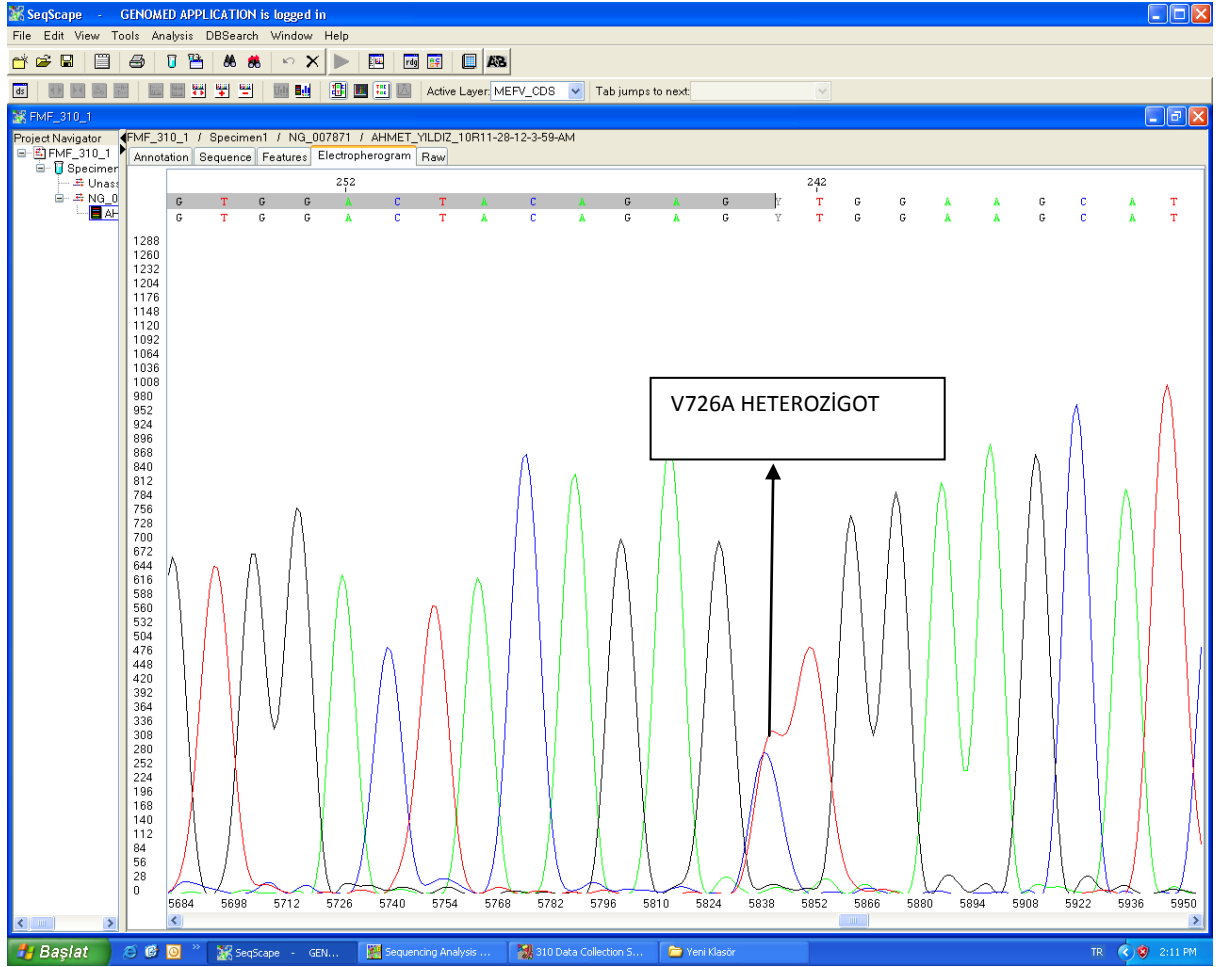 SeqScape - GENOMED APPLICATION is logged in
File Edit View Tools Analysis DBSearch Window Help
Active Layer: MEFV_CDS Tab jumps to next:
FMF_310_1
Project Navigator
FMF_310_1
Specimen
Unass
NG_0
AH
FMF_310_1 / Specimen1 / NG_007871 / AHMET_YILDIZ_10R11-28-12-3-59-AM
Annotation Sequence Features Electropherogram Raw
252 242
G T G G A C T A C A G A G Y T G G A A G C A T
G T G G A C T A C A G A G Y T G G A A G C A T
1288
1260
1232
1204
1176
1148
1120
1092
1064
1036
1008
980
952
924
896
868
840
812
784
756
728
700
672
644
616
588
560
532
504
476
448
420
392
364
336
308
280
252
224
196
168
140
112
84
56
28
0
V726A HETEROZİGOT
5684 5698 5712 5726 5740 5754 5768 5782 5796 5810 5824 5838 5852 5866 5880 5894 5908 5922 5936 5950
Başlat SeqScape - GEN... Sequencing Analysis ... 310 Data Collection S... Yeni Klasör TR 2:11 PM